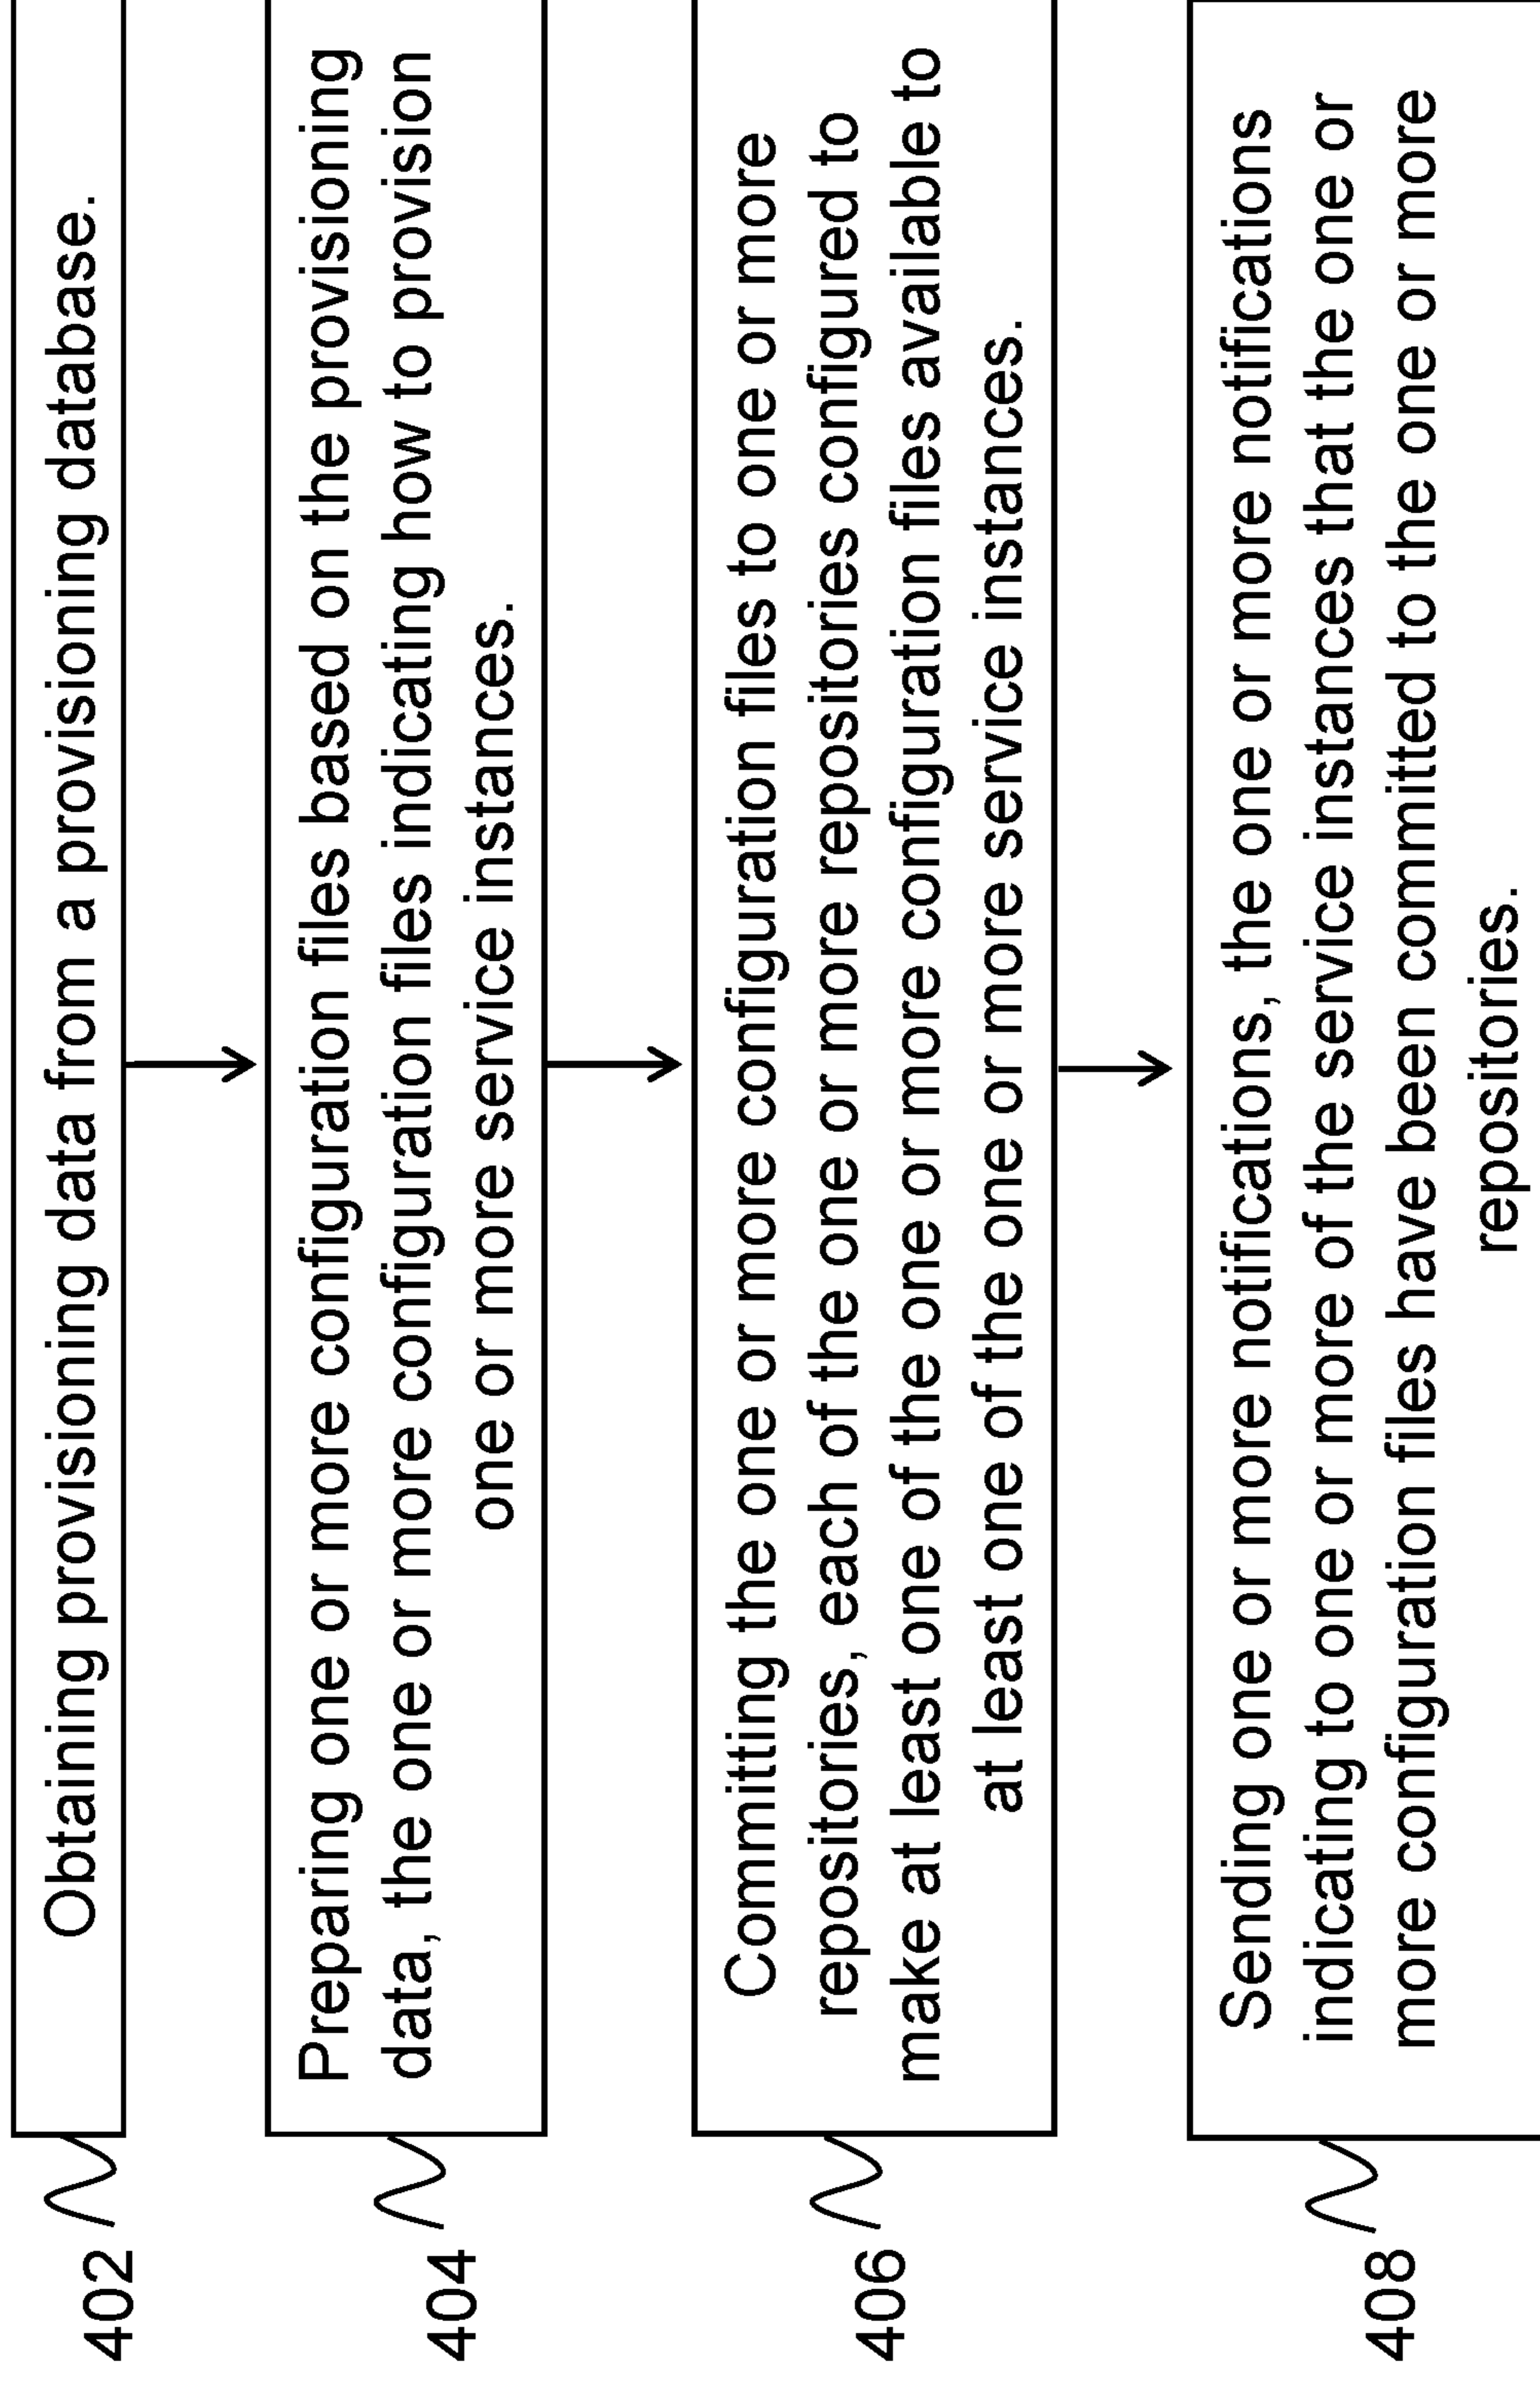 402
Obtaining provisioning data from a provisioning database.
404
Preparing one or more configuration files based on the provisioning
data, the one or more configuration files indicating how to provision
one or more service instances.
406
Committing the one or more configuration files to one or more
repositories, each of the one or more repositories configured to
make at least one of the one or more configuration files available to
at least one of the one or more service instances.
408
Sending one or more notifications, the one or more notifications
indicating to one or more of the service instances that the one or
more configuration files have been committed to the one or more
repositories.